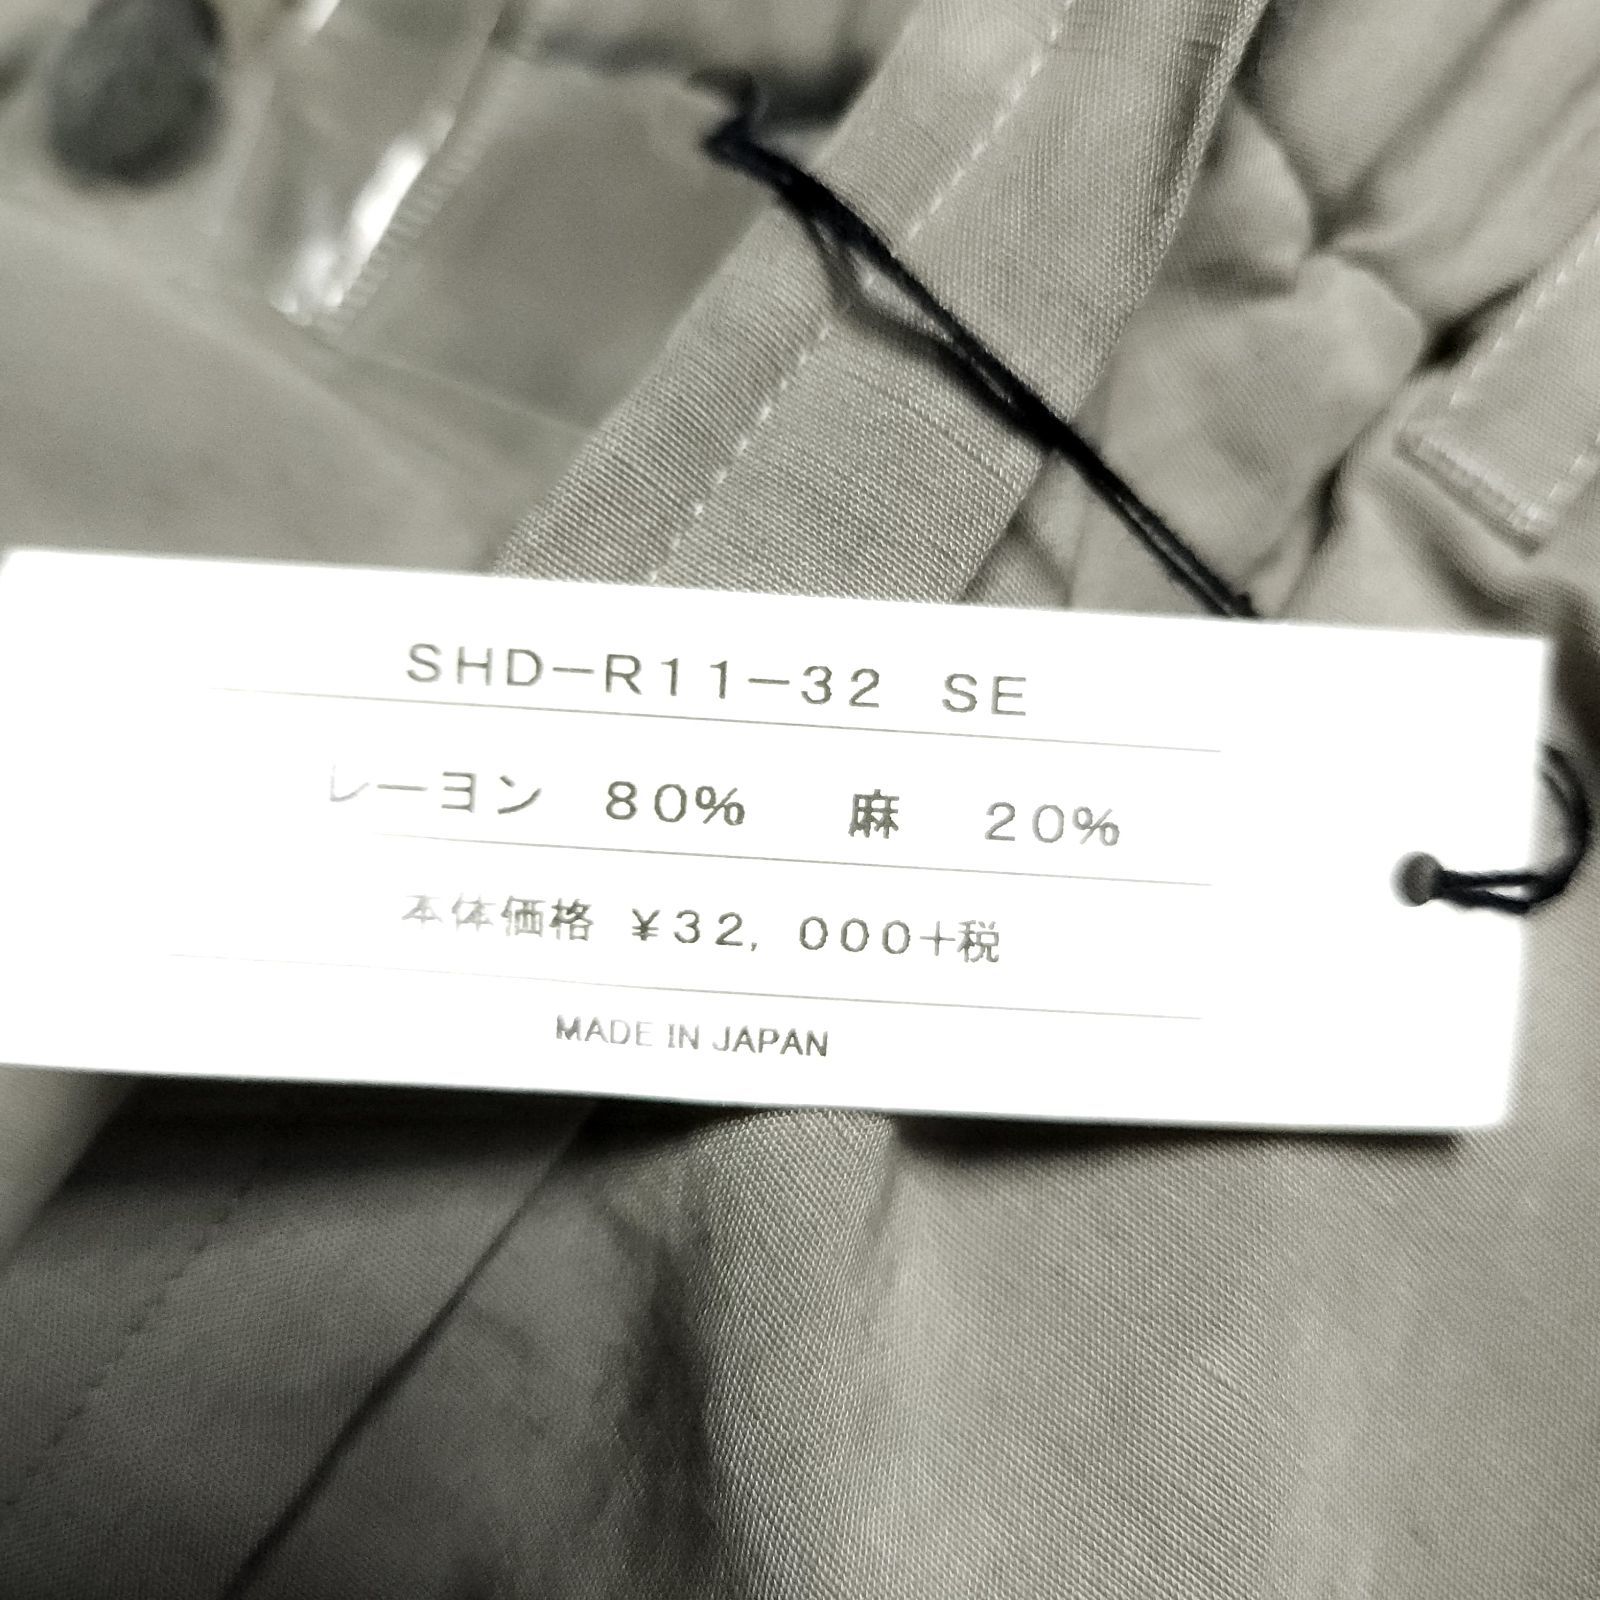 SHD-R11-32 SE
レーヨン 80% 麻 20%
本体価格 ¥32,000+税
MADE IN JAPAN